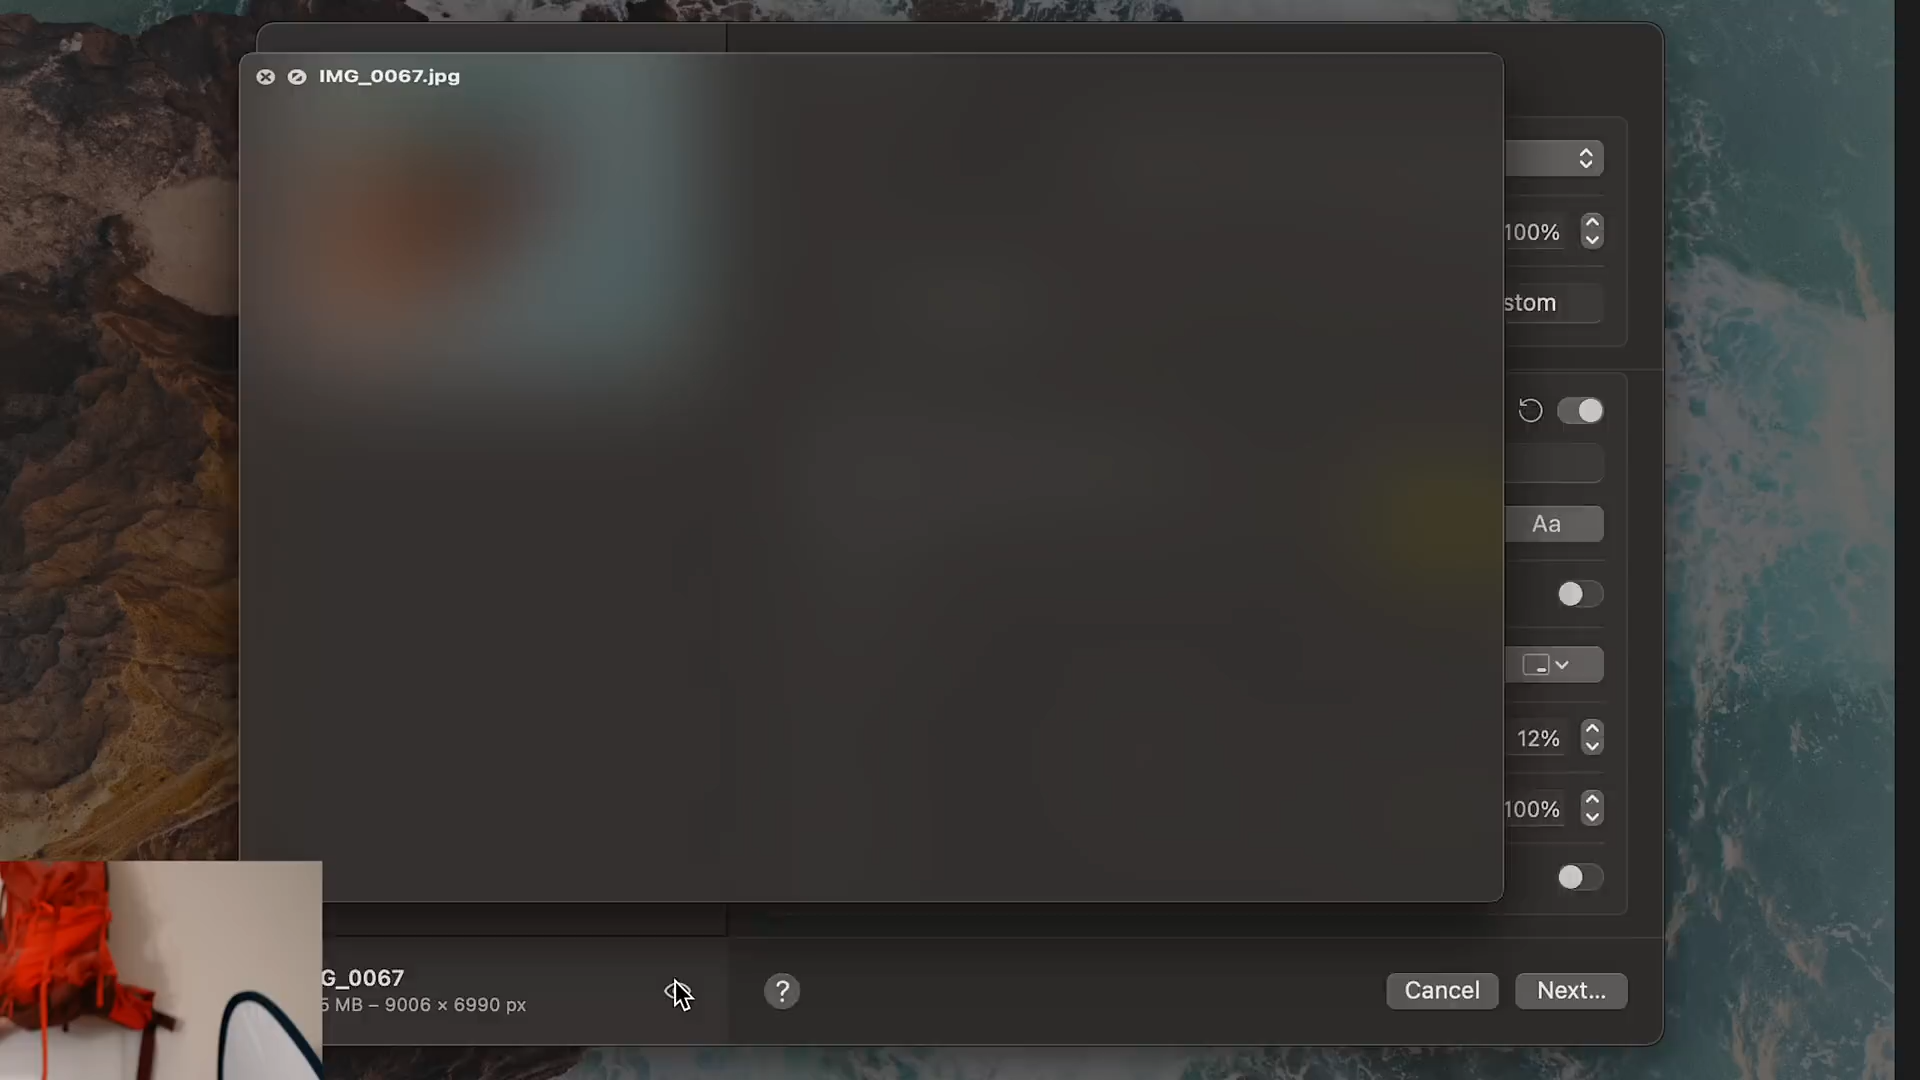 IMG_0067.jpg
100%
stom
Aa
12%
100%
G_0067
5 MB – 9006 × 6990 px
?
Cancel
Next...